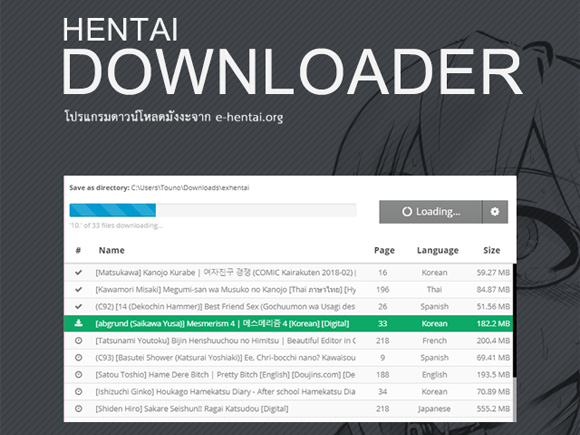 HENTAI
DOWNLOADER
โปรแกรมดาวน์โหลดมังงะจาก e-hentai.org
Save as directory: C:\Users\Touno\Downloads\exhentai
Loading...
'10.' of 33 files downloading...
# Name Page Language Size
[Matsukawa] Kanojo Kurabe | 여자친구 경쟁 (COMIC Kairakuten 2018-02) [ 16 Korean 59.27 MB
[Kawamori Misaki] Megumi-san wa Musuko no Kanojo [Thai ภาษาไทย] [Hy 196 Thai 84.87 MB
(C92) [14 (Dekochin Hammer)] Best Friend Sex (Gochuumon wa Usagi des 26 Spanish 51.56 MB
[abgrund (Saikawa Yusa)] Mesmerism 4 | 메스메리즘 4 [Korean] [Digital] 33 Korean 182.2 MB
[Tatsunami Youtoku] Bijin Henshuuchou no Himitsu | Beautiful Editor in C 218 French 200.4 MB
(C93) [Basutei Shower (Katsurai Yoshiaki)] Ee, Chri-bocchi nano? Kawaisou 9 Spanish 69.41 MB
[Satou Toshio] Hame Dere Bitch | Pretty Bitch [English] [Doujins.com] [De 188 English 193.5 MB
[Ishizuchi Ginko] Houkago Hamekatsu Diary - After school Hamekatsu Dia 34 Korean 70.89 MB
[Shiden Hiro] Sakare Seishun!! Ragai Katsudou [Digital] 218 Japanese 555.2 MB